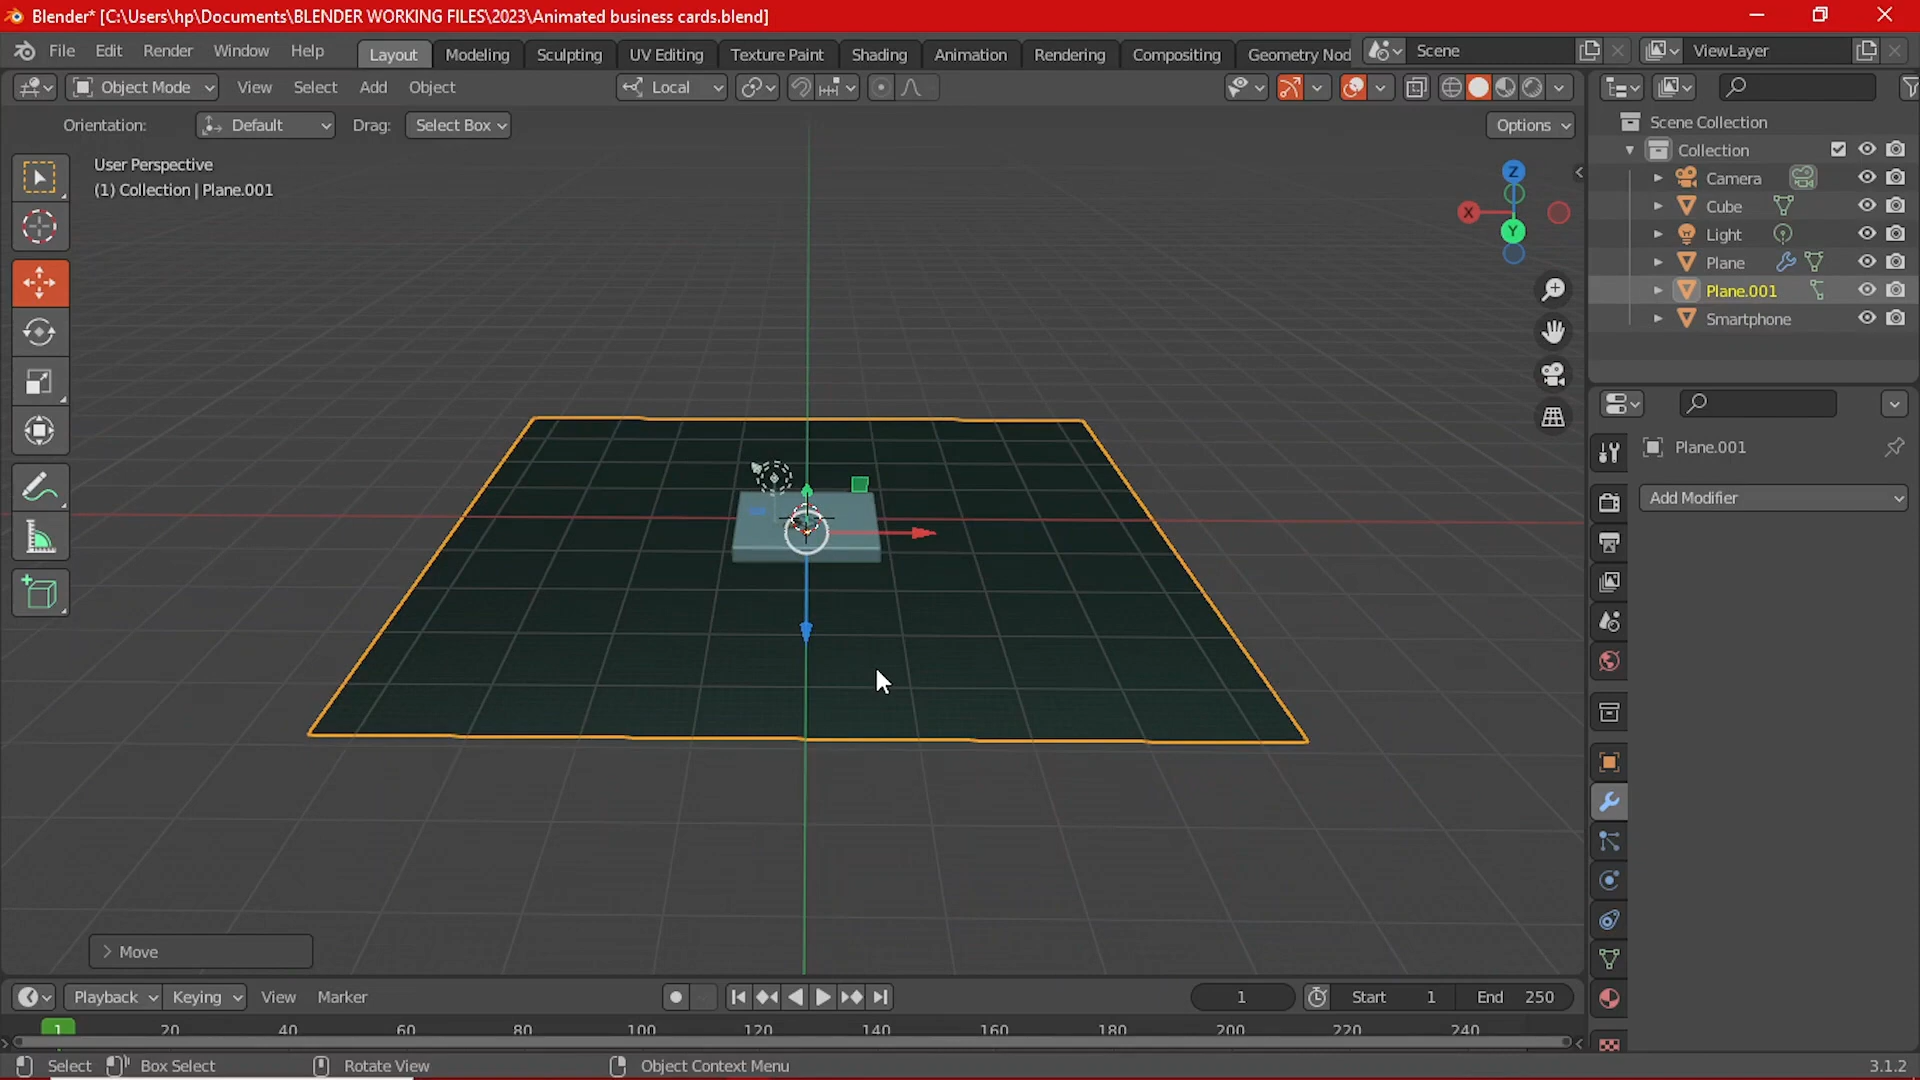 Blender* [C:\Users\hp\Documents\BLENDER WORKING FILES\2023\Animated business cards.blend]
File Edit Render Window Help Layout Modeling Sculpting UV Editing Texture Paint Shading Animation Rendering Compositing Geometry Nod Scene ViewLayer
Object Mode View Select Add Object Local
Orientation: Default Drag: Select Box Options
User Perspective
(1) Collection | Plane.001
Z
X
Y
Scene Collection
Collection
Camera
Cube
Light
Plane
Plane.001
Smartphone
Plane.001
Add Modifier
Move
Playback Keying View Marker 1 Start 1 End 250
1 20 40 60 80 100 120 140 160 180 200 220 240
Select Box Select Rotate View Object Context Menu 3.1.2